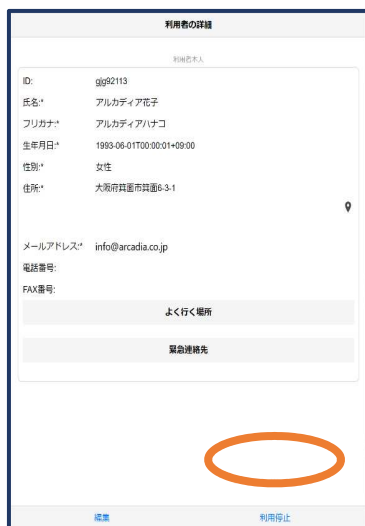 利用者の詳細
利用者本人
ID: gjg92113
氏名:* アルカディア花子
フリガナ:* アルカディアハナコ
生年月日:* 1993-06-01T00:00:01+09:00
性別:* 女性
住所:* 大阪府箕面市箕面6-3-1
メールアドレス:* info@arcadia.co.jp
電話番号:
FAX番号:
よく行く場所
緊急連絡先
編集 利用停止